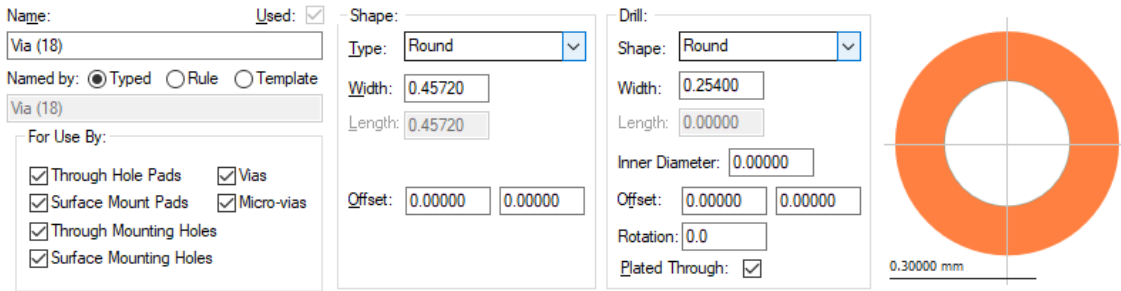 Name: Used:
Via (18)
Named by: Typed Rule Template
Via (18)
For Use By:
Through Hole Pads Vias
Surface Mount Pads Micro-vias
Through Mounting Holes
Surface Mounting Holes
Shape:
Type: Round
Width: 0.45720
Length: 0.45720
Offset: 0.00000 0.00000
Drill:
Shape: Round
Width: 0.25400
Length: 0.00000
Inner Diameter: 0.00000
Offset: 0.00000 0.00000
Rotation: 0.0
Plated Through:
0.30000 mm